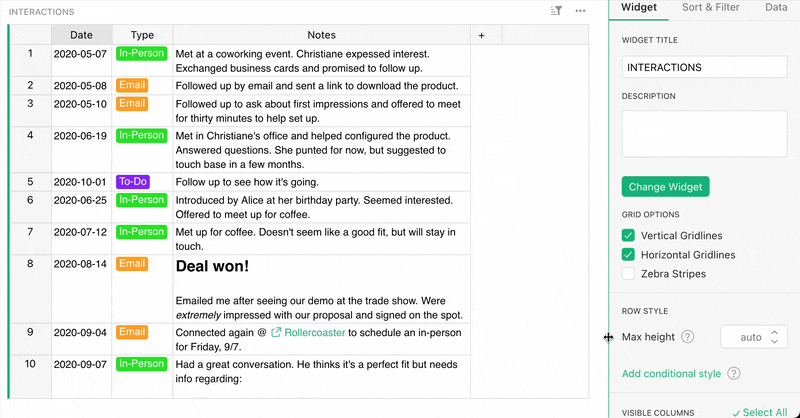 INTERACTIONS
Date Type Notes +
1 2020-05-07 In-Person Met at a coworking event. Christiane expessed interest.
Exchanged business cards and promised to follow up.
2 2020-05-08 Email Followed up by email and sent a link to download the product.
3 2020-05-10 Email Followed up to ask about first impressions and offered to meet
for thirty minutes to help set up.
4 2020-06-19 In-Person Met in Christiane's office and helped configured the product.
Answered questions. She punted for now, but suggested to
touch base in a few months.
5 2020-10-01 To-Do Follow up to see how it's going.
6 2020-06-25 In-Person Introduced by Alice at her birthday party. Seemed interested.
Offered to meet up for coffee.
7 2020-07-12 In-Person Met up for coffee. Doesn't seem like a good fit, but will stay in
touch.
8 2020-08-14 Email Deal won!
Emailed me after seeing our demo at the trade show. Were
extremely impressed with our proposal and signed on the spot.
9 2020-09-04 Email Connected again @ Rollercoaster to schedule an in-person
for Friday, 9/7.
10 2020-09-07 In-Person Had a great conversation. He thinks it's a perfect fit but needs
info regarding:
Widget Sort & Filter Data
WIDGET TITLE
INTERACTIONS
DESCRIPTION
Change Widget
GRID OPTIONS
Vertical Gridlines
Horizontal Gridlines
Zebra Stripes
ROW STYLE
Max height ? auto
Add conditional style ?
VISIBLE COLUMNS Select All